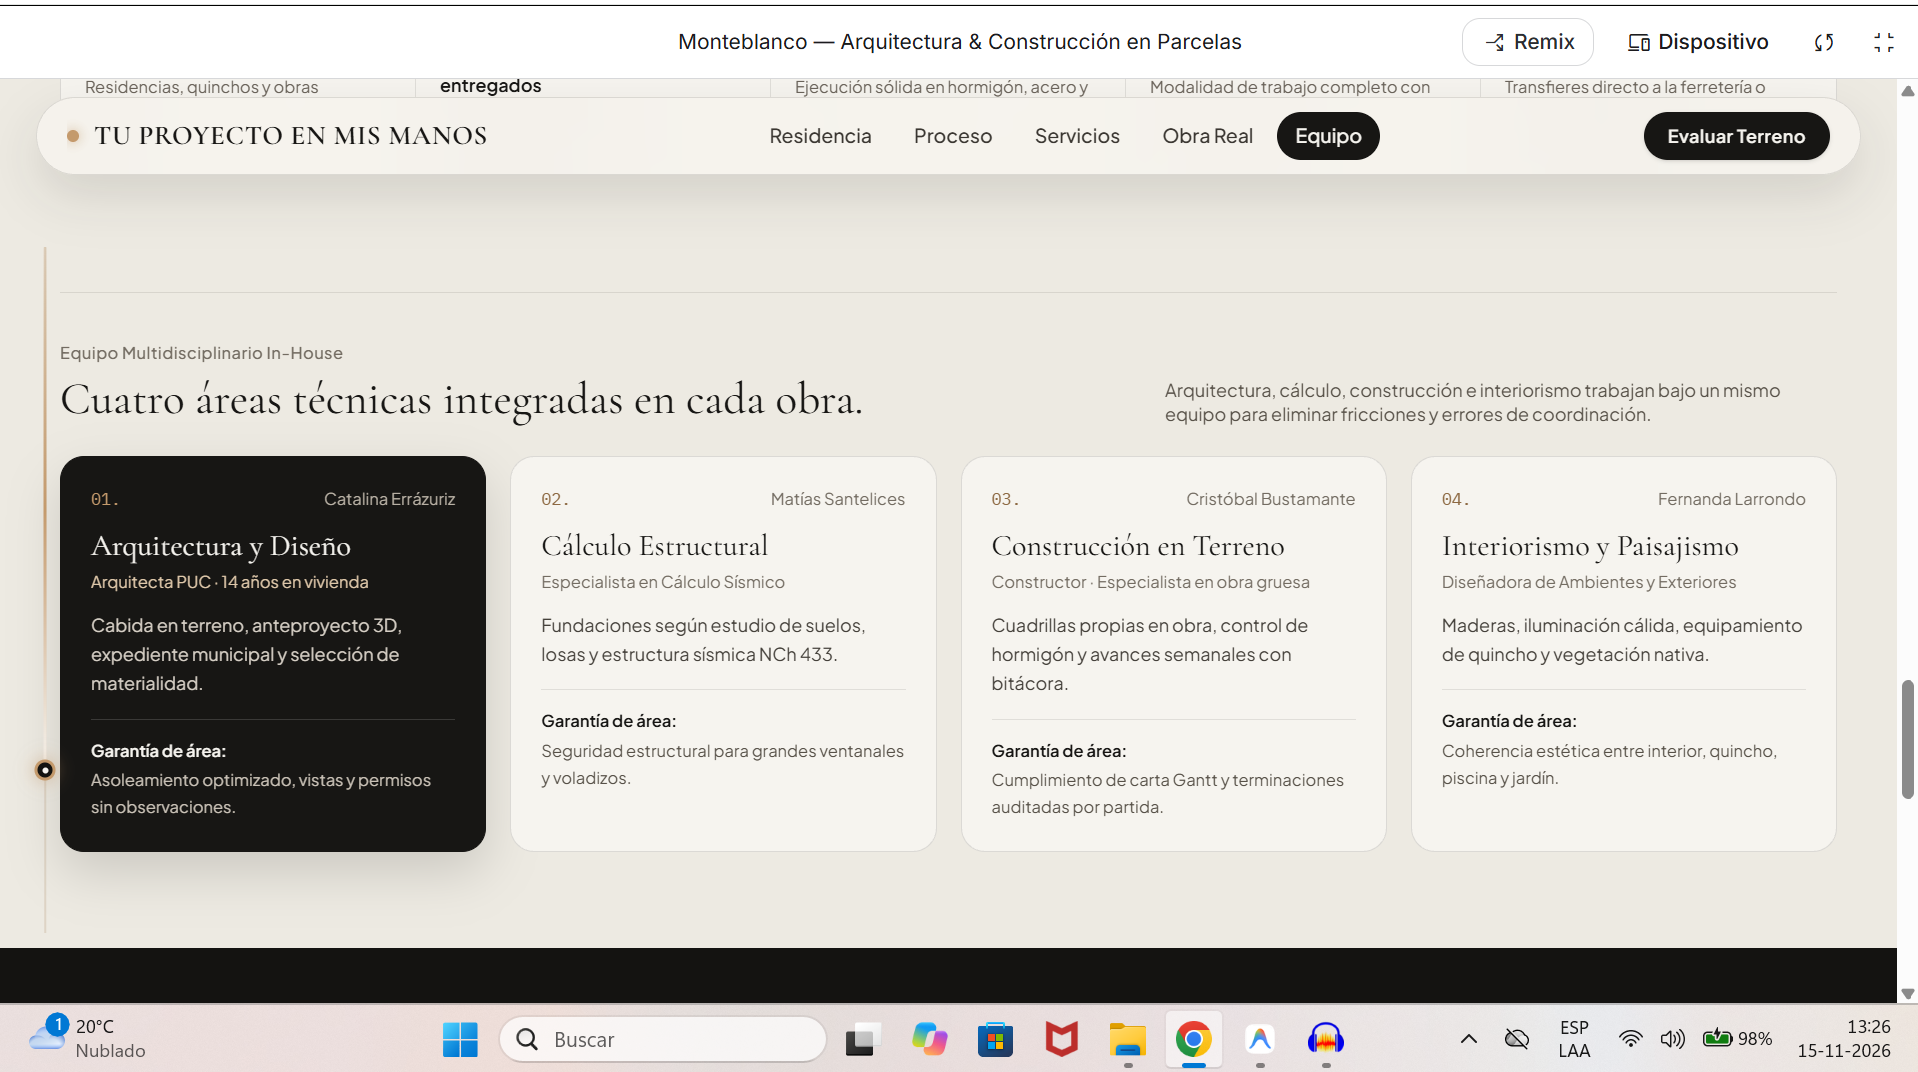 Monteblanco — Arquitectura & Construcción en Parcelas
Remix
Dispositivo
Residencias, quinchos y obras
entregados
Ejecución sólida en hormigón, acero y
Modalidad de trabajo completo con
Transfieres directo a la ferretería o
TU PROYECTO EN MIS MANOS
Residencia
Proceso
Servicios
Obra Real
Equipo
Evaluar Terreno
Equipo Multidisciplinario In-House
Cuatro áreas técnicas integradas en cada obra.
Arquitectura, cálculo, construcción e interiorismo trabajan bajo un mismo
equipo para eliminar fricciones y errores de coordinación.
01.
Catalina Errázuriz
Arquitectura y Diseño
Arquitecta PUC · 14 años en vivienda
Cabida en terreno, anteproyecto 3D,
expediente municipal y selección de
materialidad.
Garantía de área:
Asoleamiento optimizado, vistas y permisos
sin observaciones.
02.
Matías Santelices
Cálculo Estructural
Especialista en Cálculo Sísmico
Fundaciones según estudio de suelos,
losas y estructura sísmica NCh 433.
Garantía de área:
Seguridad estructural para grandes ventanales
y voladizos.
03.
Cristóbal Bustamante
Construcción en Terreno
Constructor · Especialista en obra gruesa
Cuadrillas propias en obra, control de
hormigón y avances semanales con
bitácora.
Garantía de área:
Cumplimiento de carta Gantt y terminaciones
auditadas por partida.
04.
Fernanda Larrondo
Interiorismo y Paisajismo
Diseñadora de Ambientes y Exteriores
Maderas, iluminación cálida, equipamiento
de quincho y vegetación nativa.
Garantía de área:
Coherencia estética entre interior, quincho,
piscina y jardín.
1
20°C
Nublado
Buscar
ESP
LAA
98%
13:26
15-11-2026